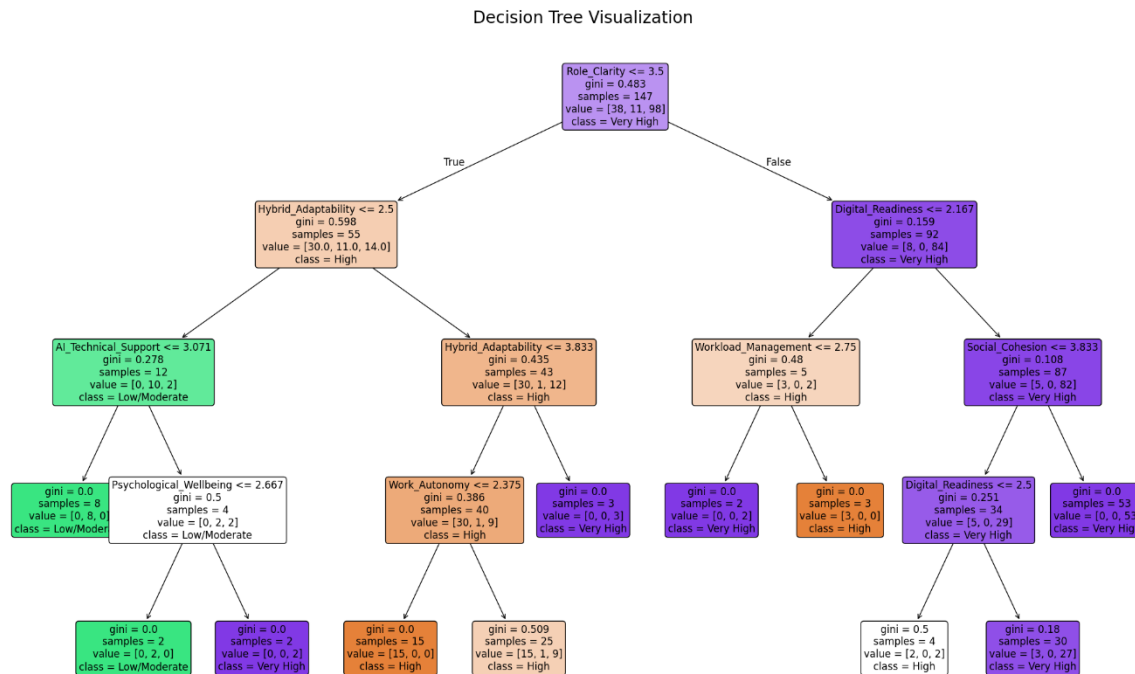 Decision Tree Visualization
Role_Clarity <= 3.5
gini = 0.483
samples = 147
value = [38, 11, 98]
class = Very High
True
False
Hybrid_Adaptability <= 2.5
gini = 0.598
samples = 55
value = [30.0, 11.0, 14.0]
class = High
Digital_Readiness <= 2.167
gini = 0.159
samples = 92
value = [8, 0, 84]
class = Very High
AI_Technical_Support <= 3.071
gini = 0.278
samples = 12
value = [0, 10, 2]
class = Low/Moderate
Hybrid_Adaptability <= 3.833
gini = 0.435
samples = 43
value = [30, 1, 12]
class = High
Workload_Management <= 2.75
gini = 0.48
samples = 5
value = [3, 0, 2]
class = High
Social_Cohesion <= 3.833
gini = 0.108
samples = 87
value = [5, 0, 82]
class = Very High
gini = 0.0
samples = 8
value = [0, 8, 0]
class = Low/Moder
Psychological_Wellbeing <= 2.667
gini = 0.5
samples = 4
value = [0, 2, 2]
class = Low/Moderate
Work_Autonomy <= 2.375
gini = 0.386
samples = 40
value = [30, 1, 9]
class = High
gini = 0.0
samples = 3
value = [0, 0, 3]
class = Very High
gini = 0.0
samples = 2
value = [0, 0, 2]
class = Very High
gini = 0.0
samples = 3
value = [3, 0, 0]
class = High
Digital_Readiness <= 2.5
gini = 0.251
samples = 34
value = [5, 0, 29]
class = Very High
gini = 0.0
samples = 53
value = [0, 0, 53]
class = Very High
gini = 0.0
samples = 2
value = [0, 2, 0]
class = Low/Moderate
gini = 0.0
samples = 2
value = [0, 0, 2]
class = Very High
gini = 0.0
samples = 15
value = [15, 0, 0]
class = High
gini = 0.509
samples = 25
value = [15, 1, 9]
class = High
gini = 0.5
samples = 4
value = [2, 0, 2]
class = High
gini = 0.18
samples = 30
value = [3, 0, 27]
class = Very High